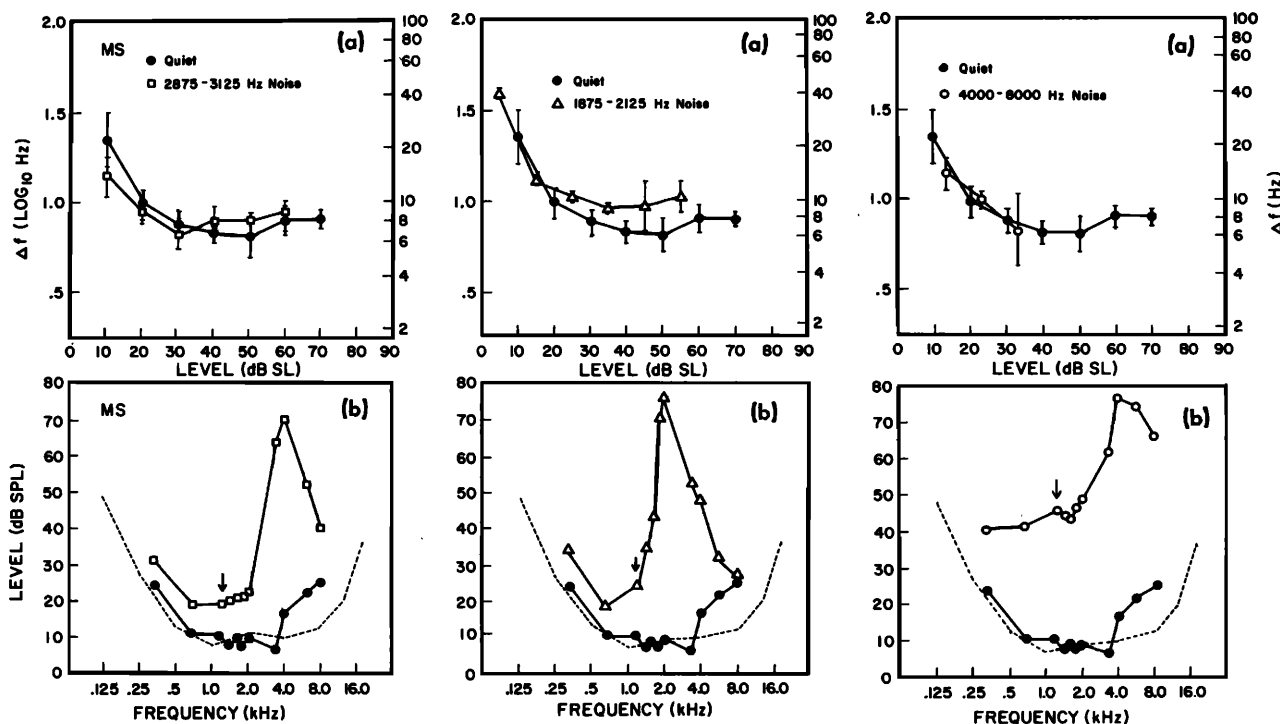 2.0
1.5
1.0
.5
Δf (LOG10 Hz)
MS
(a)
Quiet
2875-3125 Hz Noise
100
80
60
40
20
10
8
6
4
2
0 10 20 30 40 50 60 70 80 90
LEVEL (dB SL)
2.0
1.5
1.0
.5
(a)
Quiet
1875-2125 Hz Noise
100
80
60
40
20
10
8
6
4
2
0 10 20 30 40 50 60 70 80 90
LEVEL (dB SL)
2.0
1.5
1.0
.5
(a)
Quiet
4000-8000 Hz Noise
100
80
60
40
20
10
8
6
4
2
Δf (Hz)
0 10 20 30 40 50 60 70 80 90
LEVEL (dB SL)
80
70
60
50
40
30
20
10
0
LEVEL (dB SPL)
MS
(b)
.125 .25 .5 1.0 2.0 4.0 8.0 16.0
FREQUENCY (kHz)
80
70
60
50
40
30
20
10
0
(b)
.125 .25 .5 1.0 2.0 4.0 8.0 16.0
FREQUENCY (kHz)
80
70
60
50
40
30
20
10
0
(b)
.125 .25 .5 1.0 2.0 4.0 8.0 16.0
FREQUENCY (kHz)